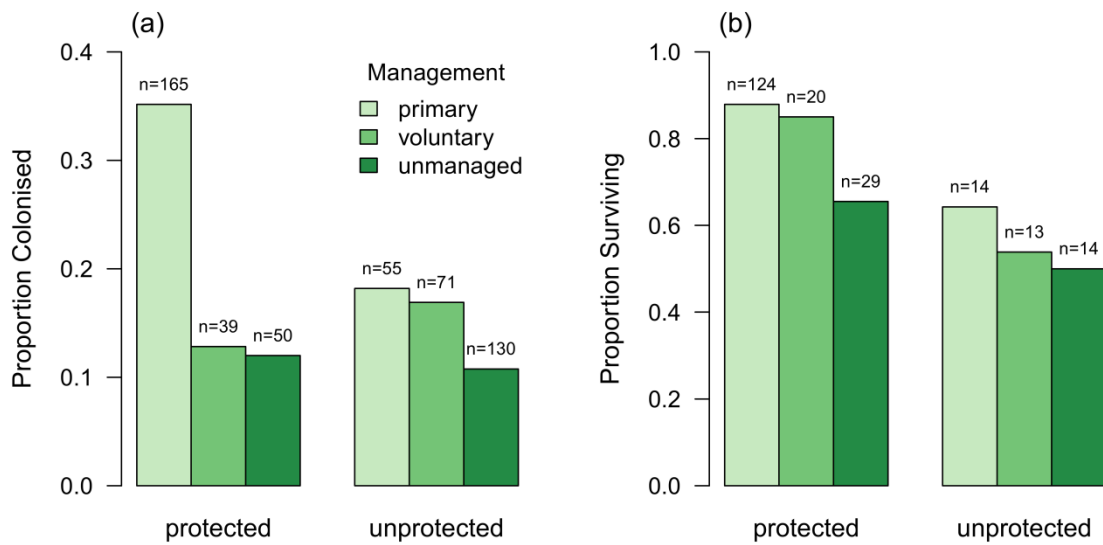 (a)
Proportion Colonised
0.4
0.3
0.2
0.1
0.0
n=165
n=39
n=50
n=55
n=71
n=130
Management
primary
voluntary
unmanaged
protected
unprotected
(b)
Proportion Surviving
1.0
0.8
0.6
0.4
0.2
0.0
n=124
n=20
n=29
n=14
n=13
n=14
protected
unprotected